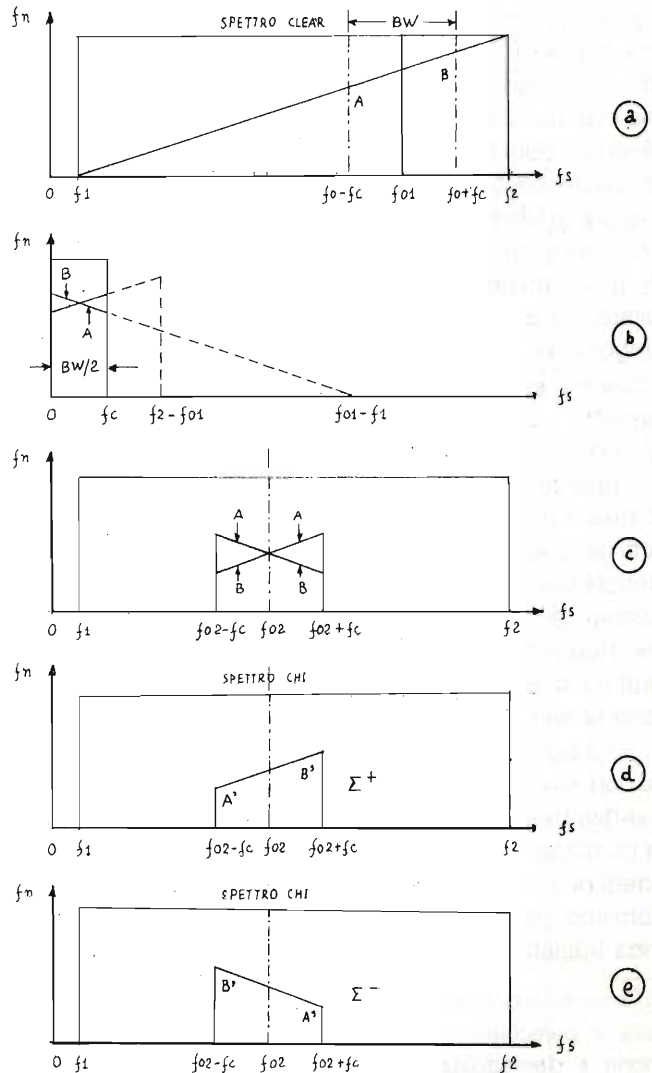 fn
SPETTRO CLEAR
BW
A
B
a
0 f1 fo-fc fo1 fo+fc f2 fs
fn
B
A
BW/2
b
0 fc f2-fo1 fo1-f1 fs
fn
A A
B B
c
0 f1 fo2-fc fo2 fo2+fc f2 fs
fn
SPETTRO CHI
A' B' Σ+
d
0 f1 fo2-fc fo2 fo2+fc f2 fs
fn
SPETTRO CHI
B' A' Σ-
e
0 f1 fo2-fc fo2 fo2+fc f2 fs